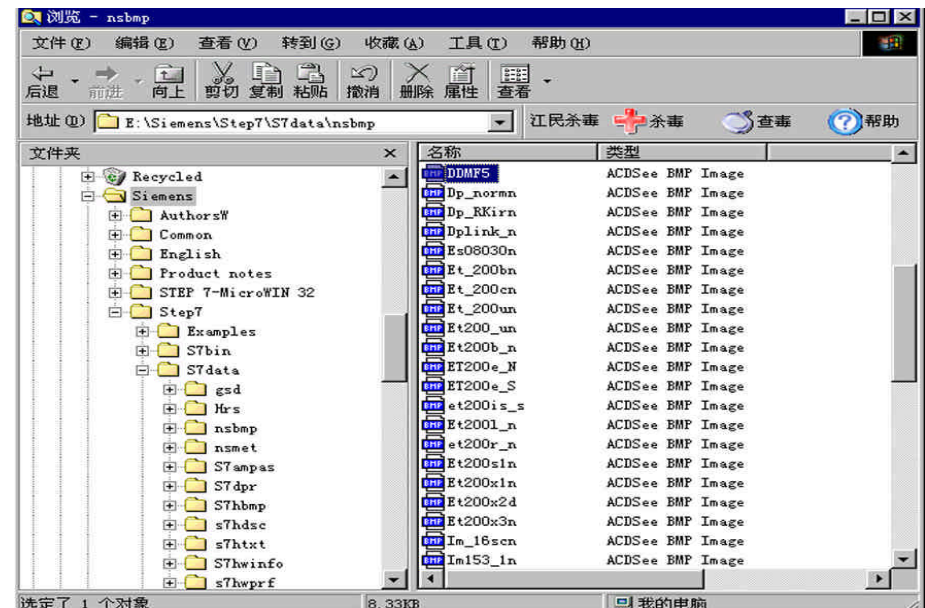 浏览 - nsbmp
文件(F) 编辑(E) 查看(V) 转到(G) 收藏(A) 工具(T) 帮助(H)
后退 前进 向上 剪切 复制 粘贴 撤消 删除 属性 查看
地址(D) E:\Siemens\Step7\S7data\nsbmp 江民杀毒 杀毒 查毒 帮助
文件夹
Recycled
Siemens
AuthorsW
Common
English
Product notes
STEP 7-MicroWIN 32
Step7
Examples
S7bin
S7data
gsd
Hrs
nsbmp
nsmet
S7ampas
S7dpr
S7hbmp
s7hdsc
s7htxt
S7hwinfo
s7hwprf
名称 类型
DDMF5 ACDSee BMP Image
Dp_normn ACDSee BMP Image
Dp_RKirn ACDSee BMP Image
Dplink_n ACDSee BMP Image
Es08030n ACDSee BMP Image
Et_200bn ACDSee BMP Image
Et_200cn ACDSee BMP Image
Et_200un ACDSee BMP Image
Et200_un ACDSee BMP Image
Et200b_n ACDSee BMP Image
ET200e_N ACDSee BMP Image
ET200e_S ACDSee BMP Image
et200is_s ACDSee BMP Image
Et200l_n ACDSee BMP Image
et200r_n ACDSee BMP Image
Et200s1n ACDSee BMP Image
Et200x1n ACDSee BMP Image
Et200x2d ACDSee BMP Image
Et200x3n ACDSee BMP Image
Im_16scn ACDSee BMP Image
Im153_1n ACDSee BMP Image
选定了 1 个对象 8.33KB 我的电脑